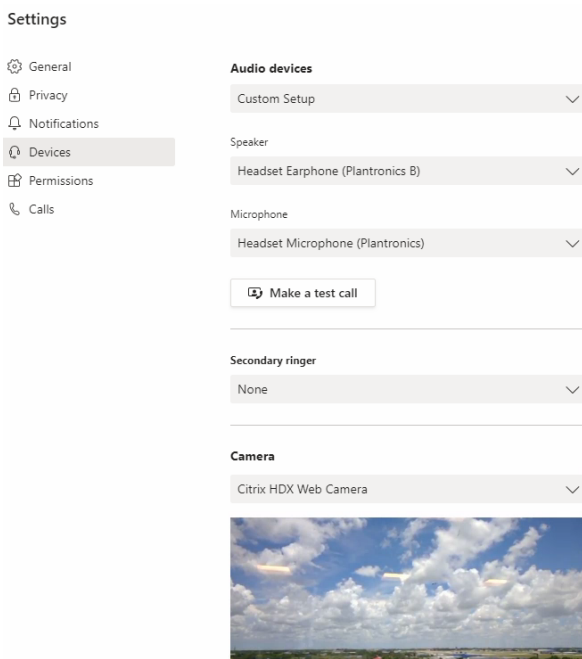 Settings
General
Privacy
Notifications
Devices
Permissions
Calls
Audio devices
Custom Setup
Speaker
Headset Earphone (Plantronics B)
Microphone
Headset Microphone (Plantronics)
Make a test call
Secondary ringer
None
Camera
Citrix HDX Web Camera